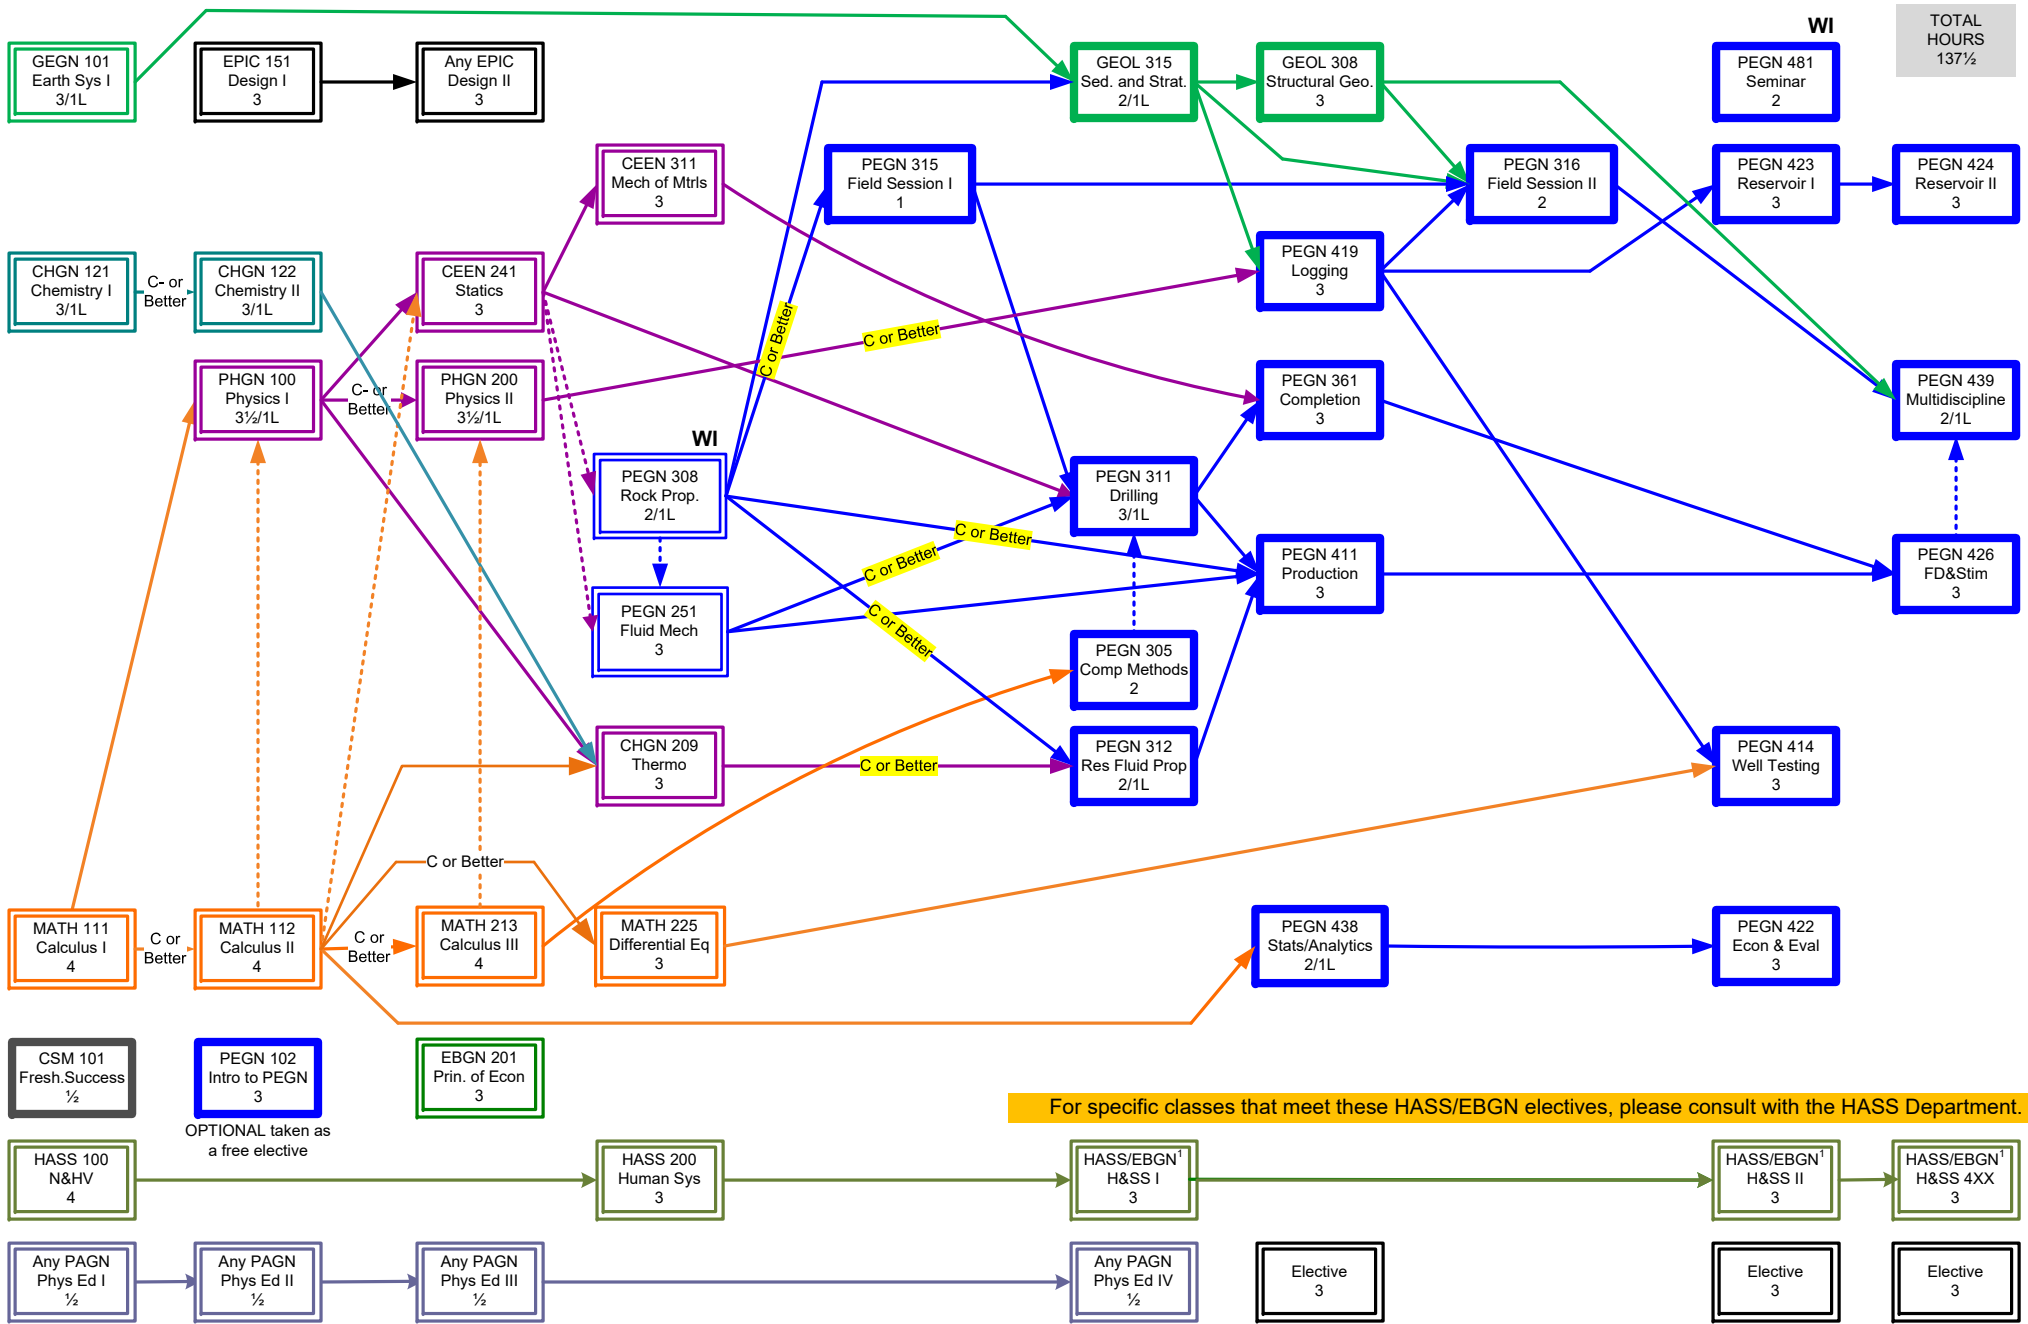 WI
TOTAL
HOURS
137½
GEGN 101
Earth Sys I
3/1L
EPIC 151
Design I
3
Any EPIC
Design II
3
GEOL 315
Sed. and Strat.
2/1L
GEOL 308
Structural Geo.
3
PEGN 481
Seminar
2
CEEN 311
Mech of Mtrls
3
PEGN 315
Field Session I
1
PEGN 316
Field Session II
2
PEGN 423
Reservoir I
3
PEGN 424
Reservoir II
3
CHGN 121
Chemistry I
3/1L
C- or
Better
CHGN 122
Chemistry II
3/1L
CEEN 241
Statics
3
PEGN 419
Logging
3
C or Better
C or Better
PHGN 100
Physics I
3½/1L
C- or
Better
PHGN 200
Physics II
3½/1L
PEGN 361
Completion
3
PEGN 439
Multidiscipline
2/1L
WI
PEGN 308
Rock Prop.
2/1L
PEGN 311
Drilling
3/1L
C or Better
C or Better
PEGN 411
Production
3
PEGN 426
FD&Stim
3
PEGN 251
Fluid Mech
3
C or Better
PEGN 305
Comp Methods
2
CHGN 209
Thermo
3
C or Better
PEGN 312
Res Fluid Prop
2/1L
PEGN 414
Well Testing
3
C or Better
MATH 111
Calculus I
4
C or
Better
MATH 112
Calculus II
4
C or
Better
MATH 213
Calculus III
4
MATH 225
Differential Eq
3
PEGN 438
Stats/Analytics
2/1L
PEGN 422
Econ & Eval
3
CSM 101
Fresh.Success
½
PEGN 102
Intro to PEGN
3
OPTIONAL taken as
a free elective
EBGN 201
Prin. of Econ
3
For specific classes that meet these HASS/EBGN electives, please consult with the HASS Department.
HASS 100
N&HV
4
HASS 200
Human Sys
3
HASS/EBGN¹
H&SS I
3
HASS/EBGN¹
H&SS II
3
HASS/EBGN¹
H&SS 4XX
3
Any PAGN
Phys Ed I
½
Any PAGN
Phys Ed II
½
Any PAGN
Phys Ed III
½
Any PAGN
Phys Ed IV
½
Elective
3
Elective
3
Elective
3